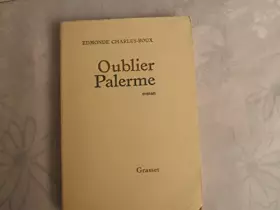 EDMONDE CHARLES-ROUX
Oublier
Palerme
roman
Grasset